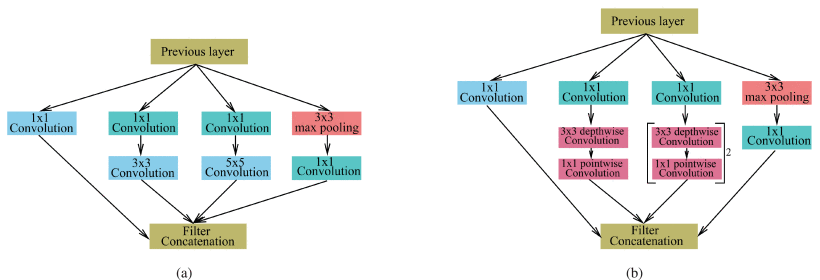 Previous layer
1x1
Convolution
1x1
Convolution
1x1
Convolution
3x3
max pooling
3x3
Convolution
5x5
Convolution
1x1
Convolution
Filter
Concatenation
(a)
Previous layer
1x1
Convolution
1x1
Convolution
1x1
Convolution
3x3
max pooling
3x3 depthwise
Convolution
3x3 depthwise
Convolution
1x1
Convolution
1x1 pointwise
Convolution
1x1 pointwise
Convolution
2
Filter
Concatenation
(b)